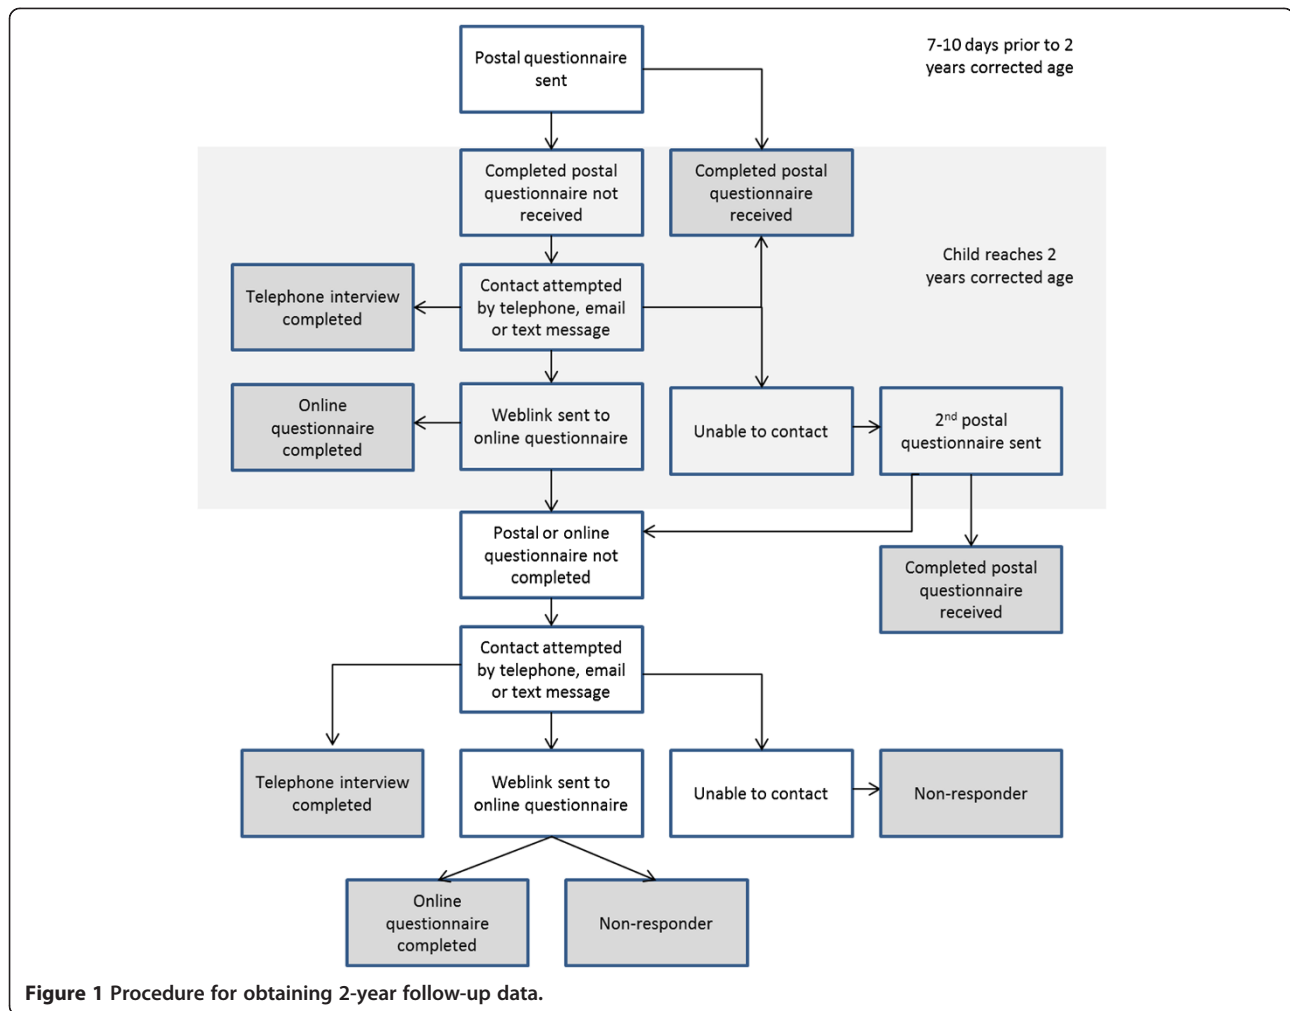 Postal questionnaire
sent
7-10 days prior to 2
years corrected age
Completed postal
questionnaire not
received
Completed postal
questionnaire
received
Child reaches 2
years corrected age
Telephone interview
completed
Contact attempted
by telephone, email
or text message
Online
questionnaire
completed
Weblink sent to
online questionnaire
Unable to contact
2nd postal
questionnaire sent
Postal or online
questionnaire not
completed
Completed postal
questionnaire
received
Contact attempted
by telephone, email
or text message
Telephone interview
completed
Weblink sent to
online questionnaire
Unable to contact
Non-responder
Online
questionnaire
completed
Non-responder
Figure 1 Procedure for obtaining 2-year follow-up data.